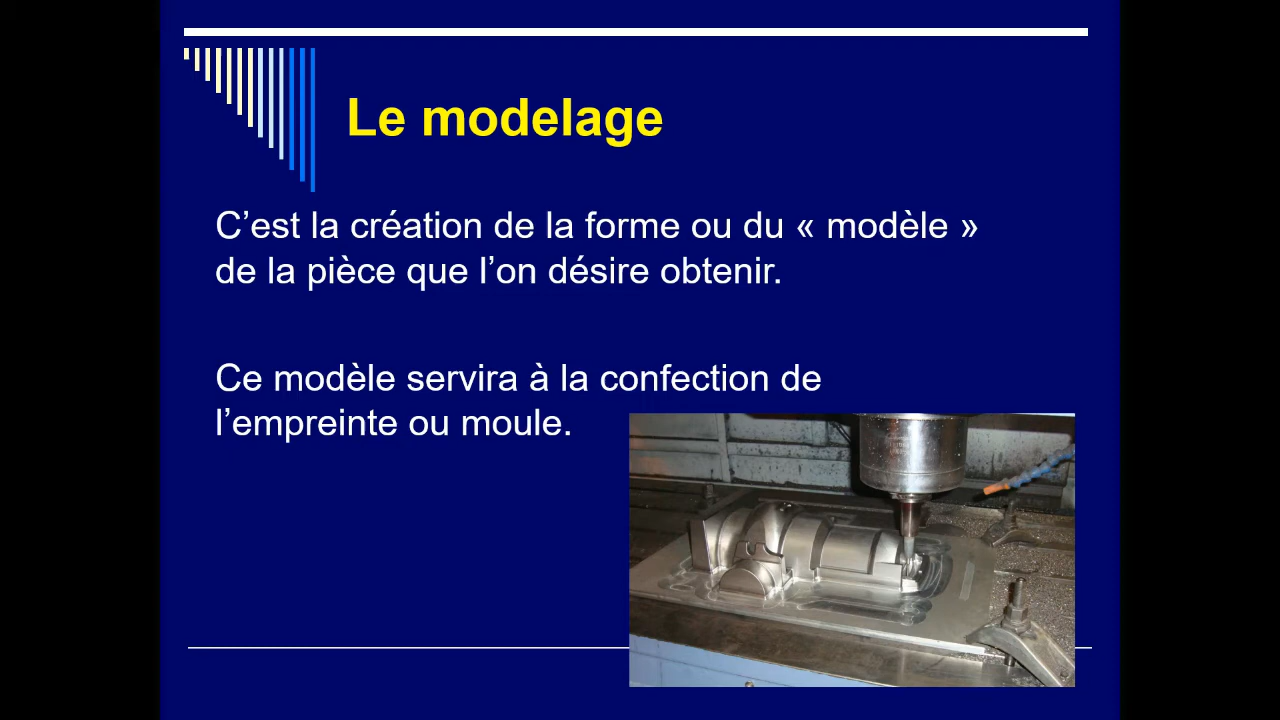 Le modelage
C’est la création de la forme ou du « modèle »
de la pièce que l’on désire obtenir.
Ce modèle servira à la confection de
l’empreinte ou moule.